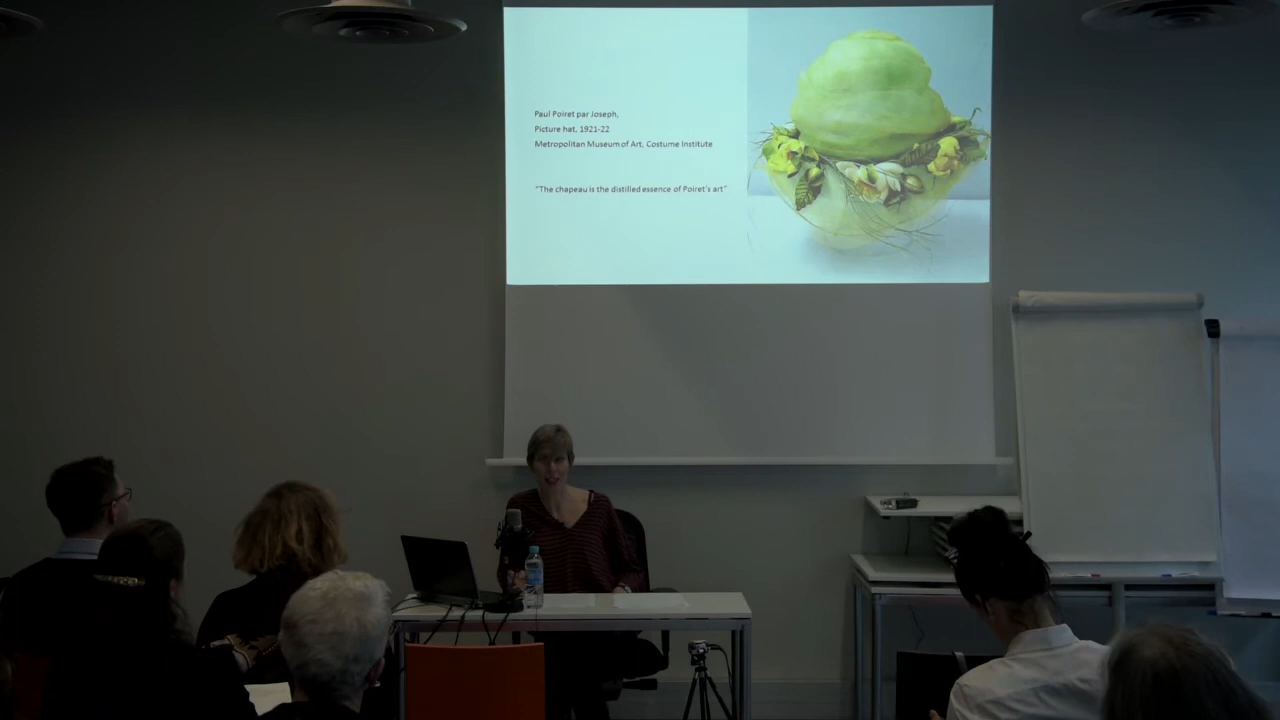 Paul Poiret par Joseph,
Picture hat, 1921-22
Metropolitan Museum of Art, Costume Institute
"The chapeau is the distilled essence of Poiret's art"